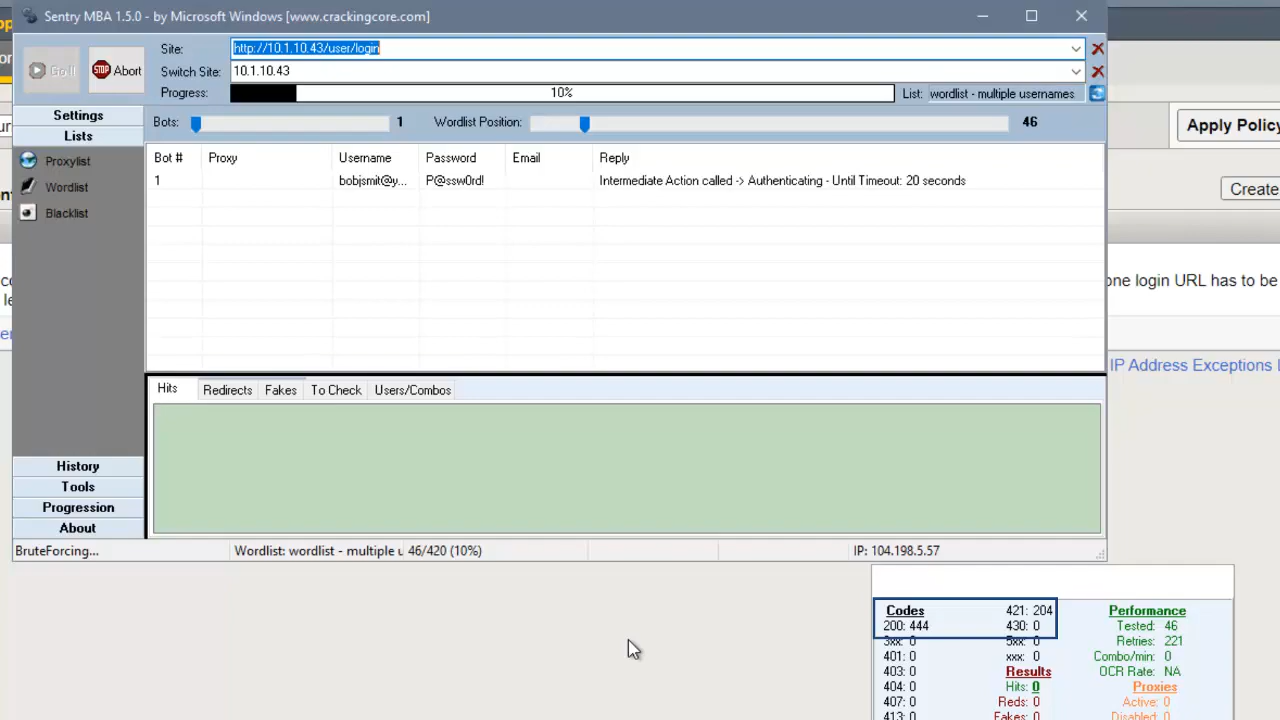 Sentry MBA 1.5.0 - by Microsoft Windows [www.crackingcore.com]
Go !!
STOP Abort
Site: http://10.1.10.43/user/login
Switch Site: 10.1.10.43
Progress: 10% List: wordlist - multiple usernames
Settings
Bots: 1 Wordlist Position: 46
Apply Policy
Lists
Bot # Proxy Username Password Email Reply
Proxylist
1 bobjsmit@y... P@ssw0rd! Intermediate Action called -> Authenticating - Until Timeout: 20 seconds
Wordlist
Create
Blacklist
one login URL has to be
IP Address Exceptions
Hits Redirects Fakes To Check Users/Combos
History
Tools
Progression
About
BruteForcing... Wordlist: wordlist - multiple u 46/420 (10%) IP: 104.198.5.57
Codes 421: 204 Performance
200: 444 430: 0 Tested: 46
3xx: 0 5xx: 0 Retries: 221
401: 0 xxx: 0 Combo/min: 0
403: 0 Results OCR Rate: NA
404: 0 Hits: 0 Proxies
407: 0 Reds: 0 Active: 0
413: 0 Fakes: 0 Disabled: 0